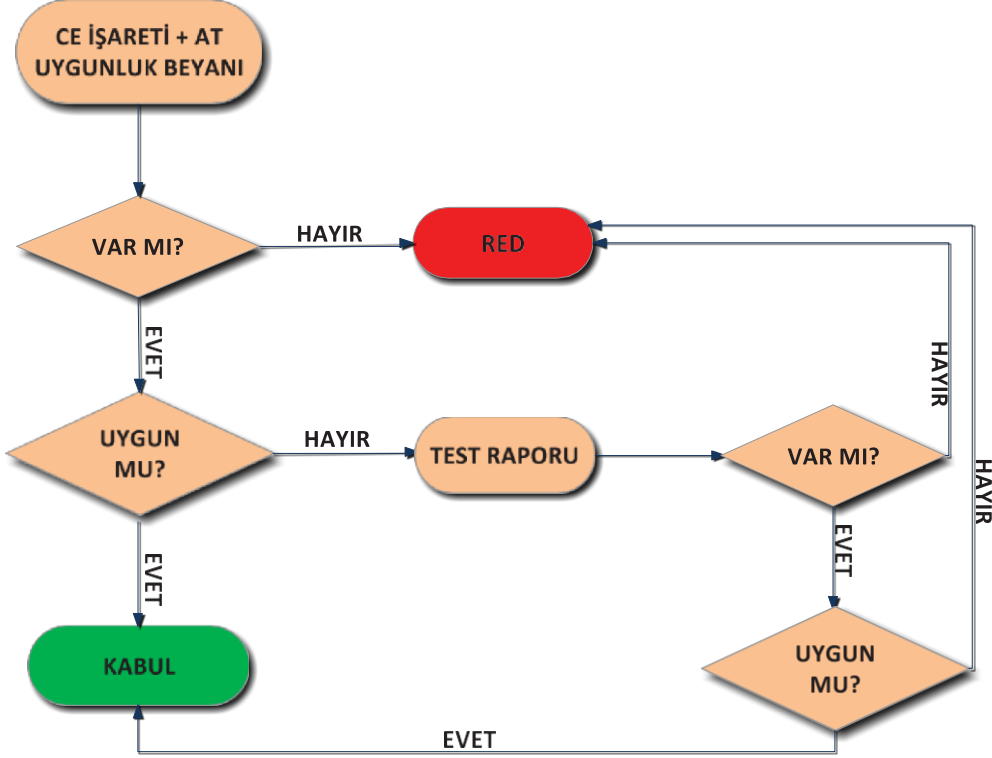 CE İŞARETİ + AT
UYGUNLUK BEYANI
VAR MI?
HAYIR
RED
EVET
UYGUN
MU?
HAYIR
TEST RAPORU
VAR MI?
HAYIR
HAYIR
EVET
EVET
KABUL
UYGUN
MU?
EVET